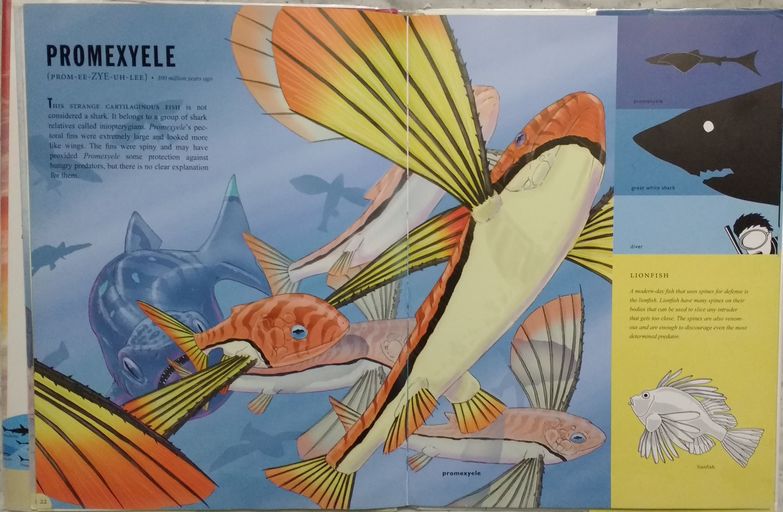 PROMEXYELE
(PROM-EE-ZYE-UH-LEE) • 300 million years ago
THIS STRANGE CARTILAGINOUS FISH is not
considered a shark. It belongs to a group of shark
relatives called iniopterygians. Promexyele's pec-
toral fins were extremely large and looked more
like wings. The fins were spiny and may have
provided Promexyele some protection against
hungry predators, but there is no clear explanation
for them.
promexyele
22
promexyele
great white shark
diver
LIONFISH
A modern-day fish that uses spines for defense is
the lionfish. Lionfish have many spines on their
bodies that can be used to slice any intruder
that gets too close. The spines are also venom-
ous and are enough to discourage even the most
determined predator.
lionfish